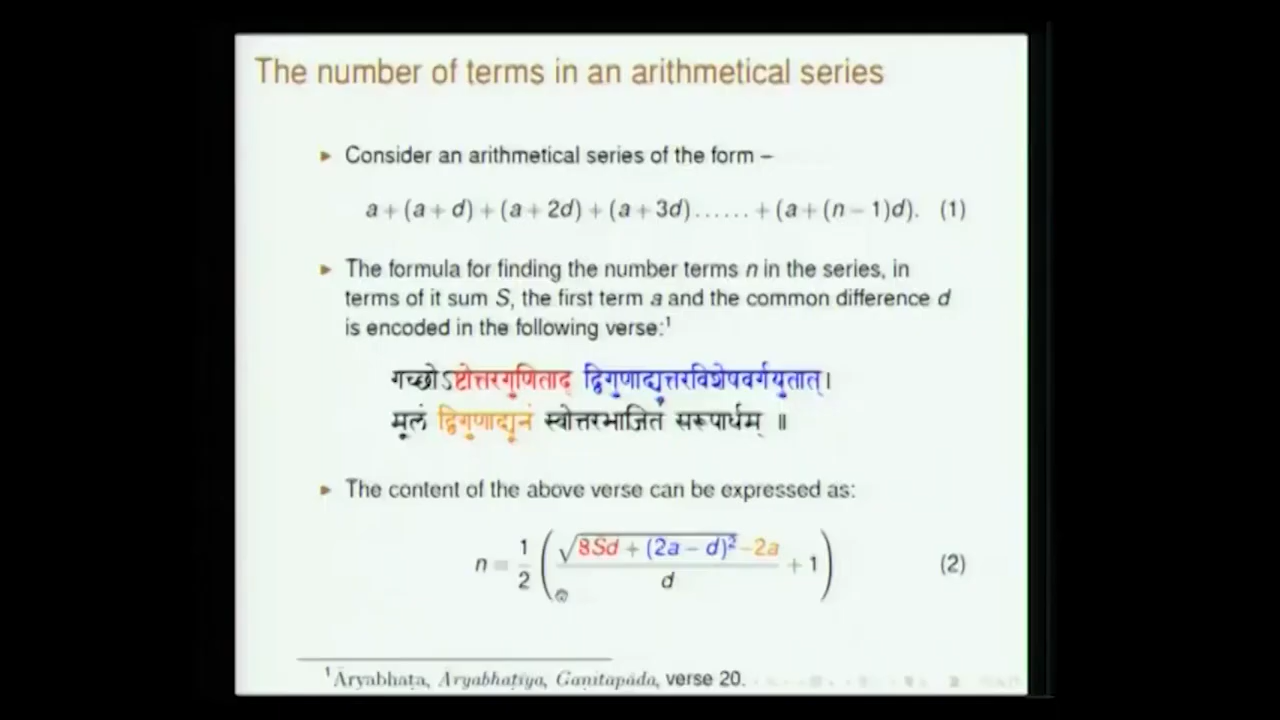 The number of terms in an arithmetical series
► Consider an arithmetical series of the form –
a + (a + d) + (a + 2d) + (a + 3d)...... + (a + (n − 1)d). (1)
► The formula for finding the number terms n in the series, in
terms of it sum S, the first term a and the common difference d
is encoded in the following verse:¹
गच्छोऽष्टोत्तरगुणिताद् द्विगुणाद्युत्तरविशेषवर्गयुतात्।
मूलं द्विगुणाद्यूनं स्वोत्तरभाजितं सरूपार्धम् ॥
► The content of the above verse can be expressed as:
n = 1/2 ( (√(8Sd + (2a − d)²) − 2a)/d + 1 ) (2)
¹Āryabhaṭa, Āryabhaṭīya, Gaṇitapāda, verse 20.